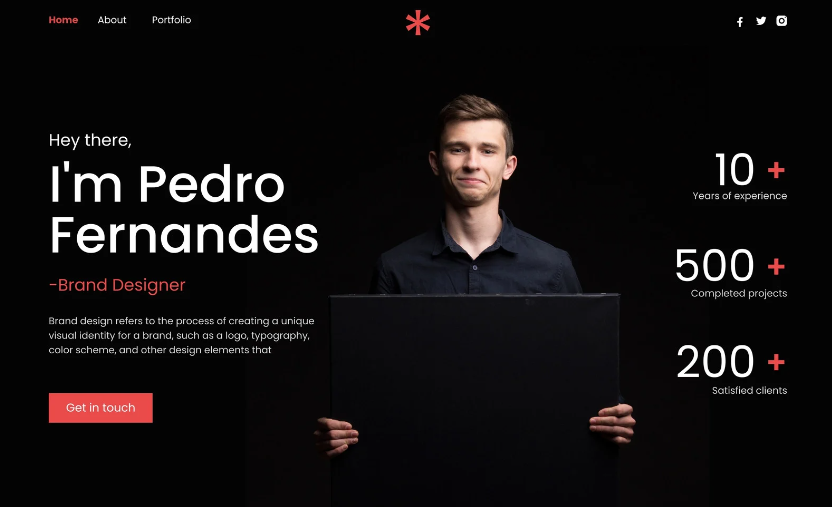 Home About Portfolio
Hey there,
I'm Pedro
Fernandes
-Brand Designer
Brand design refers to the process of creating a unique
visual identity for a brand, such as a logo, typography,
color scheme, and other design elements that
Get in touch
10 +
Years of experience
500 +
Completed projects
200 +
Satisfied clients